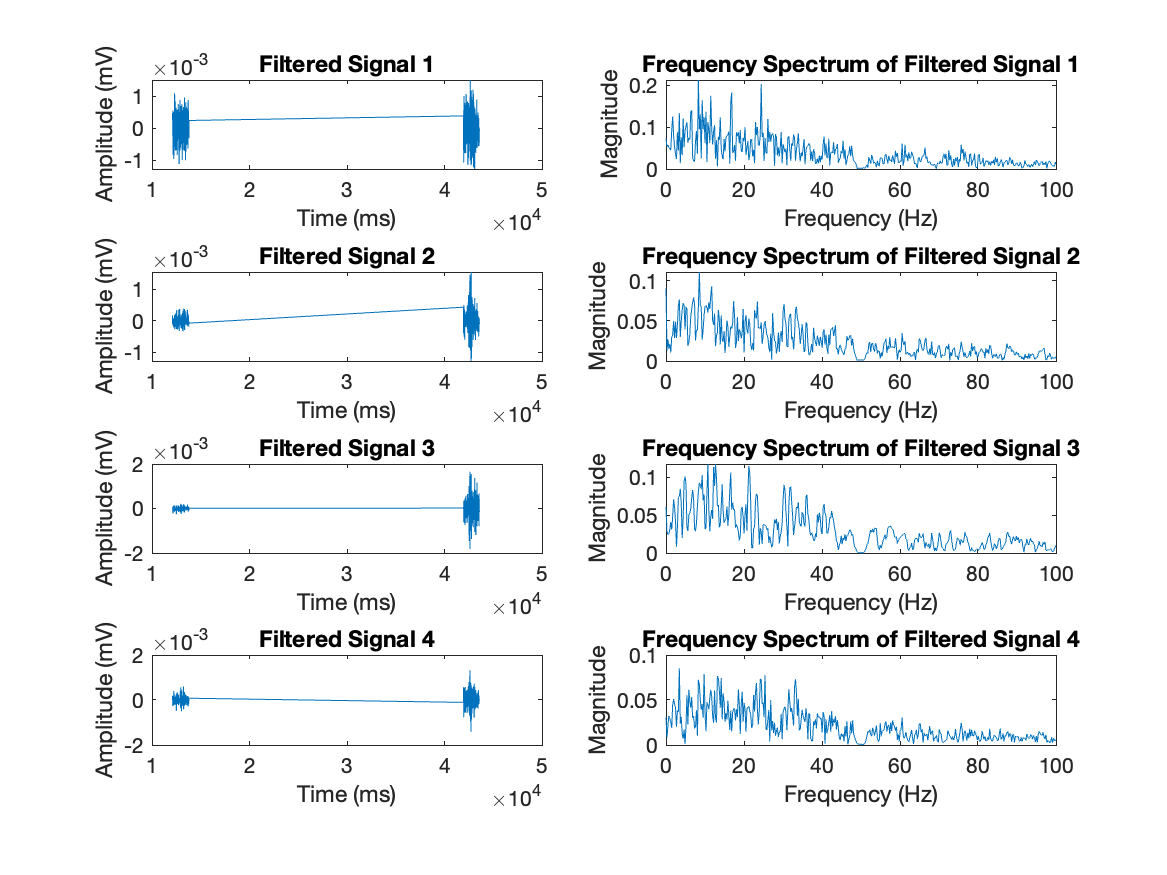 Filtered Signal 1
×10-3
Amplitude (mV)
1
0
-1
1 2 3 4 5
Time (ms)
×104
Frequency Spectrum of Filtered Signal 1
Magnitude
0.2
0.1
0
0 20 40 60 80 100
Frequency (Hz)
Filtered Signal 2
×10-3
Amplitude (mV)
1
0
-1
1 2 3 4 5
Time (ms)
×104
Frequency Spectrum of Filtered Signal 2
Magnitude
0.1
0.05
0
0 20 40 60 80 100
Frequency (Hz)
Filtered Signal 3
×10-3
Amplitude (mV)
2
0
-2
1 2 3 4 5
Time (ms)
×104
Frequency Spectrum of Filtered Signal 3
Magnitude
0.1
0.05
0
0 20 40 60 80 100
Frequency (Hz)
Filtered Signal 4
×10-3
Amplitude (mV)
2
0
-2
1 2 3 4 5
Time (ms)
×104
Frequency Spectrum of Filtered Signal 4
Magnitude
0.1
0.05
0
0 20 40 60 80 100
Frequency (Hz)